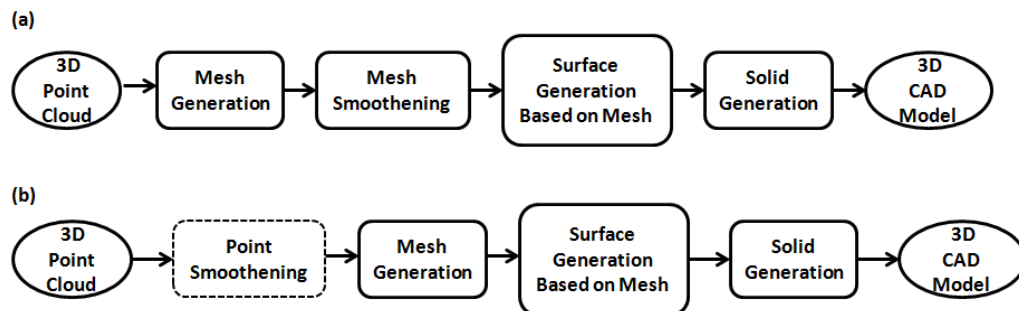 (a)
3D
Point
Cloud
Mesh
Generation
Mesh
Smoothening
Surface
Generation
Based on Mesh
Solid
Generation
3D
CAD
Model
(b)
3D
Point
Cloud
Point
Smoothening
Mesh
Generation
Surface
Generation
Based on Mesh
Solid
Generation
3D
CAD
Model